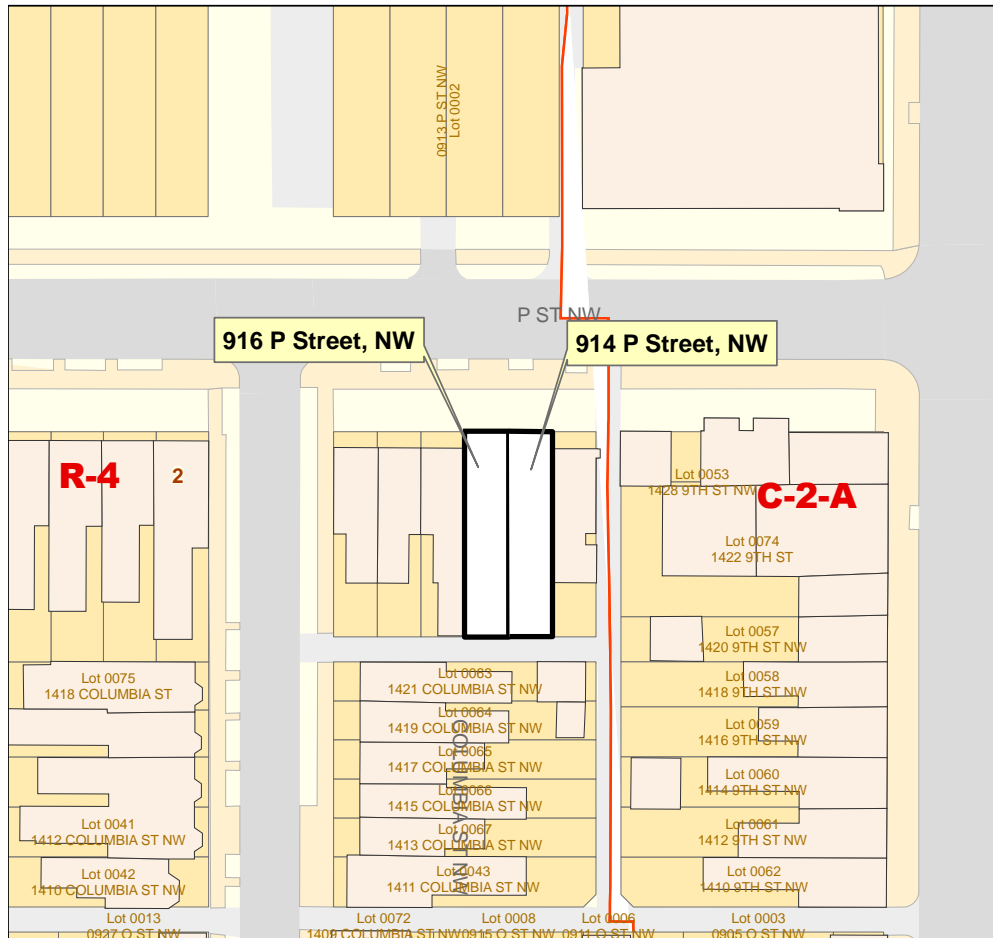 0913 P ST NW
Lot 0002
P ST NW
916 P Street, NW
914 P Street, NW
R-4
2
Lot 0053
1428 9TH ST NW
C-2-A
Lot 0074
1422 9TH ST
Lot 0057
1420 9TH ST NW
Lot 0075
1418 COLUMBIA ST
Lot 0063
1421 COLUMBIA ST NW
Lot 0058
1418 9TH ST NW
Lot 0064
1419 COLUMBIA ST NW
Lot 0059
1416 9TH ST NW
COLUMBIA ST NW
Lot 0065
1417 COLUMBIA ST NW
Lot 0066
1415 COLUMBIA ST NW
Lot 0060
1414 9TH ST NW
Lot 0041
1412 COLUMBIA ST NW
Lot 0067
1413 COLUMBIA ST NW
Lot 0061
1412 9TH ST NW
Lot 0042
1410 COLUMBIA ST NW
Lot 0043
1411 COLUMBIA ST NW
Lot 0062
1410 9TH ST NW
Lot 0013
0927 O ST NW
Lot 0072
1409 COLUMBIA ST NW
Lot 0008
0915 O ST NW
Lot 0006
0911 O ST NW
Lot 0003
0905 O ST NW